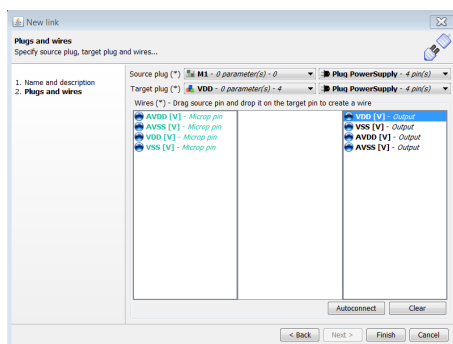 New link
Plugs and wires
Specify source plug, target plug and wires...
1. Name and description
2. Plugs and wires
Source plug (*) M1 - 0 parameter(s) - 0 Plug PowerSupply - 4 pin(s)
Target plug (*) VDD - 0 parameter(s) - 4 Plug PowerSupply - 4 pin(s)
Wires (*) - Drag source pin and drop it on the target pin to create a wire
AVDD [V] - Microp pin
AVSS [V] - Microp pin
VDD [V] - Microp pin
VSS [V] - Microp pin
VDD [V] - Output
VSS [V] - Output
AVDD [V] - Output
AVSS [V] - Output
Autoconnect Clear
< Back Next > Finish Cancel